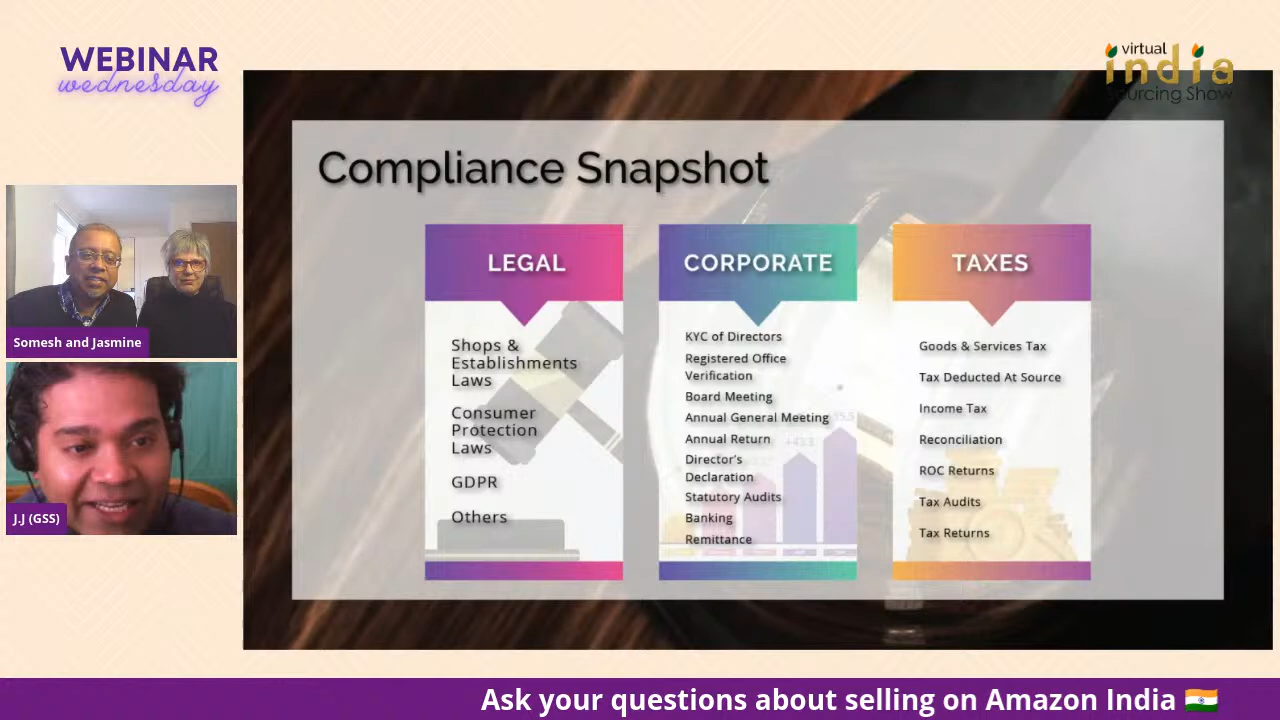 WEBINAR
wednesday
virtual
india
sourcing Show
Compliance Snapshot
LEGAL
Shops &
Establishments
Laws
Consumer
Protection
Laws
GDPR
Others
CORPORATE
KYC of Directors
Registered Office
Verification
Board Meeting
Annual General Meeting
Annual Return
Director's
Declaration
Statutory Audits
Banking
Remittance
TAXES
Goods & Services Tax
Tax Deducted At Source
Income Tax
Reconciliation
ROC Returns
Tax Audits
Tax Returns
Somesh and Jasmine
J.J (GSS)
Ask your questions about selling on Amazon India 🇮🇳